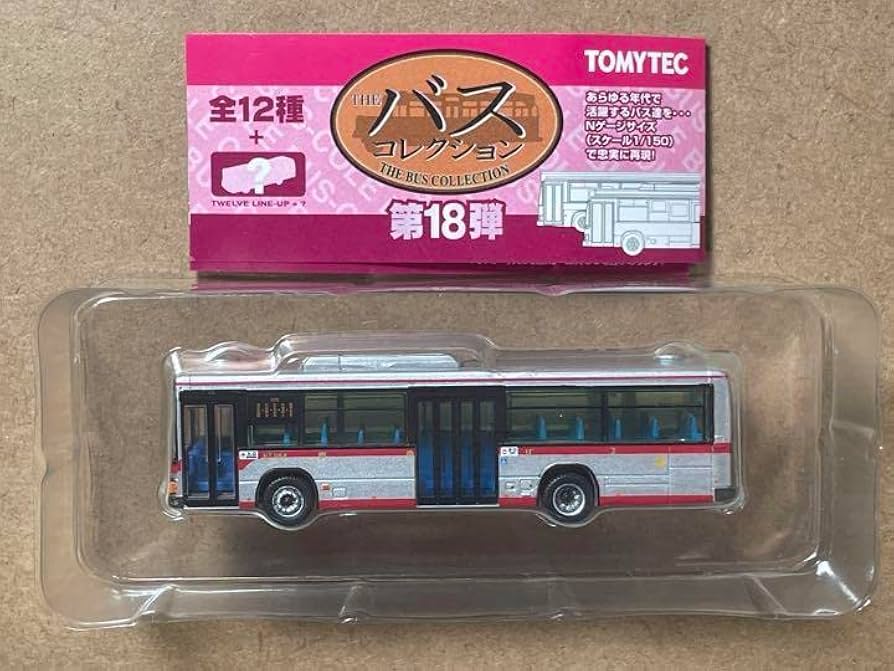 全12種
+
?
TWELVE LINE-UP + ?
THE
バス
コレクション
THE BUS COLLECTION
第18弾
TOMYTEC
あらゆる年代で
活躍するバス達を…
Nゲージサイズ
(スケール1/150)
で忠実に再現!